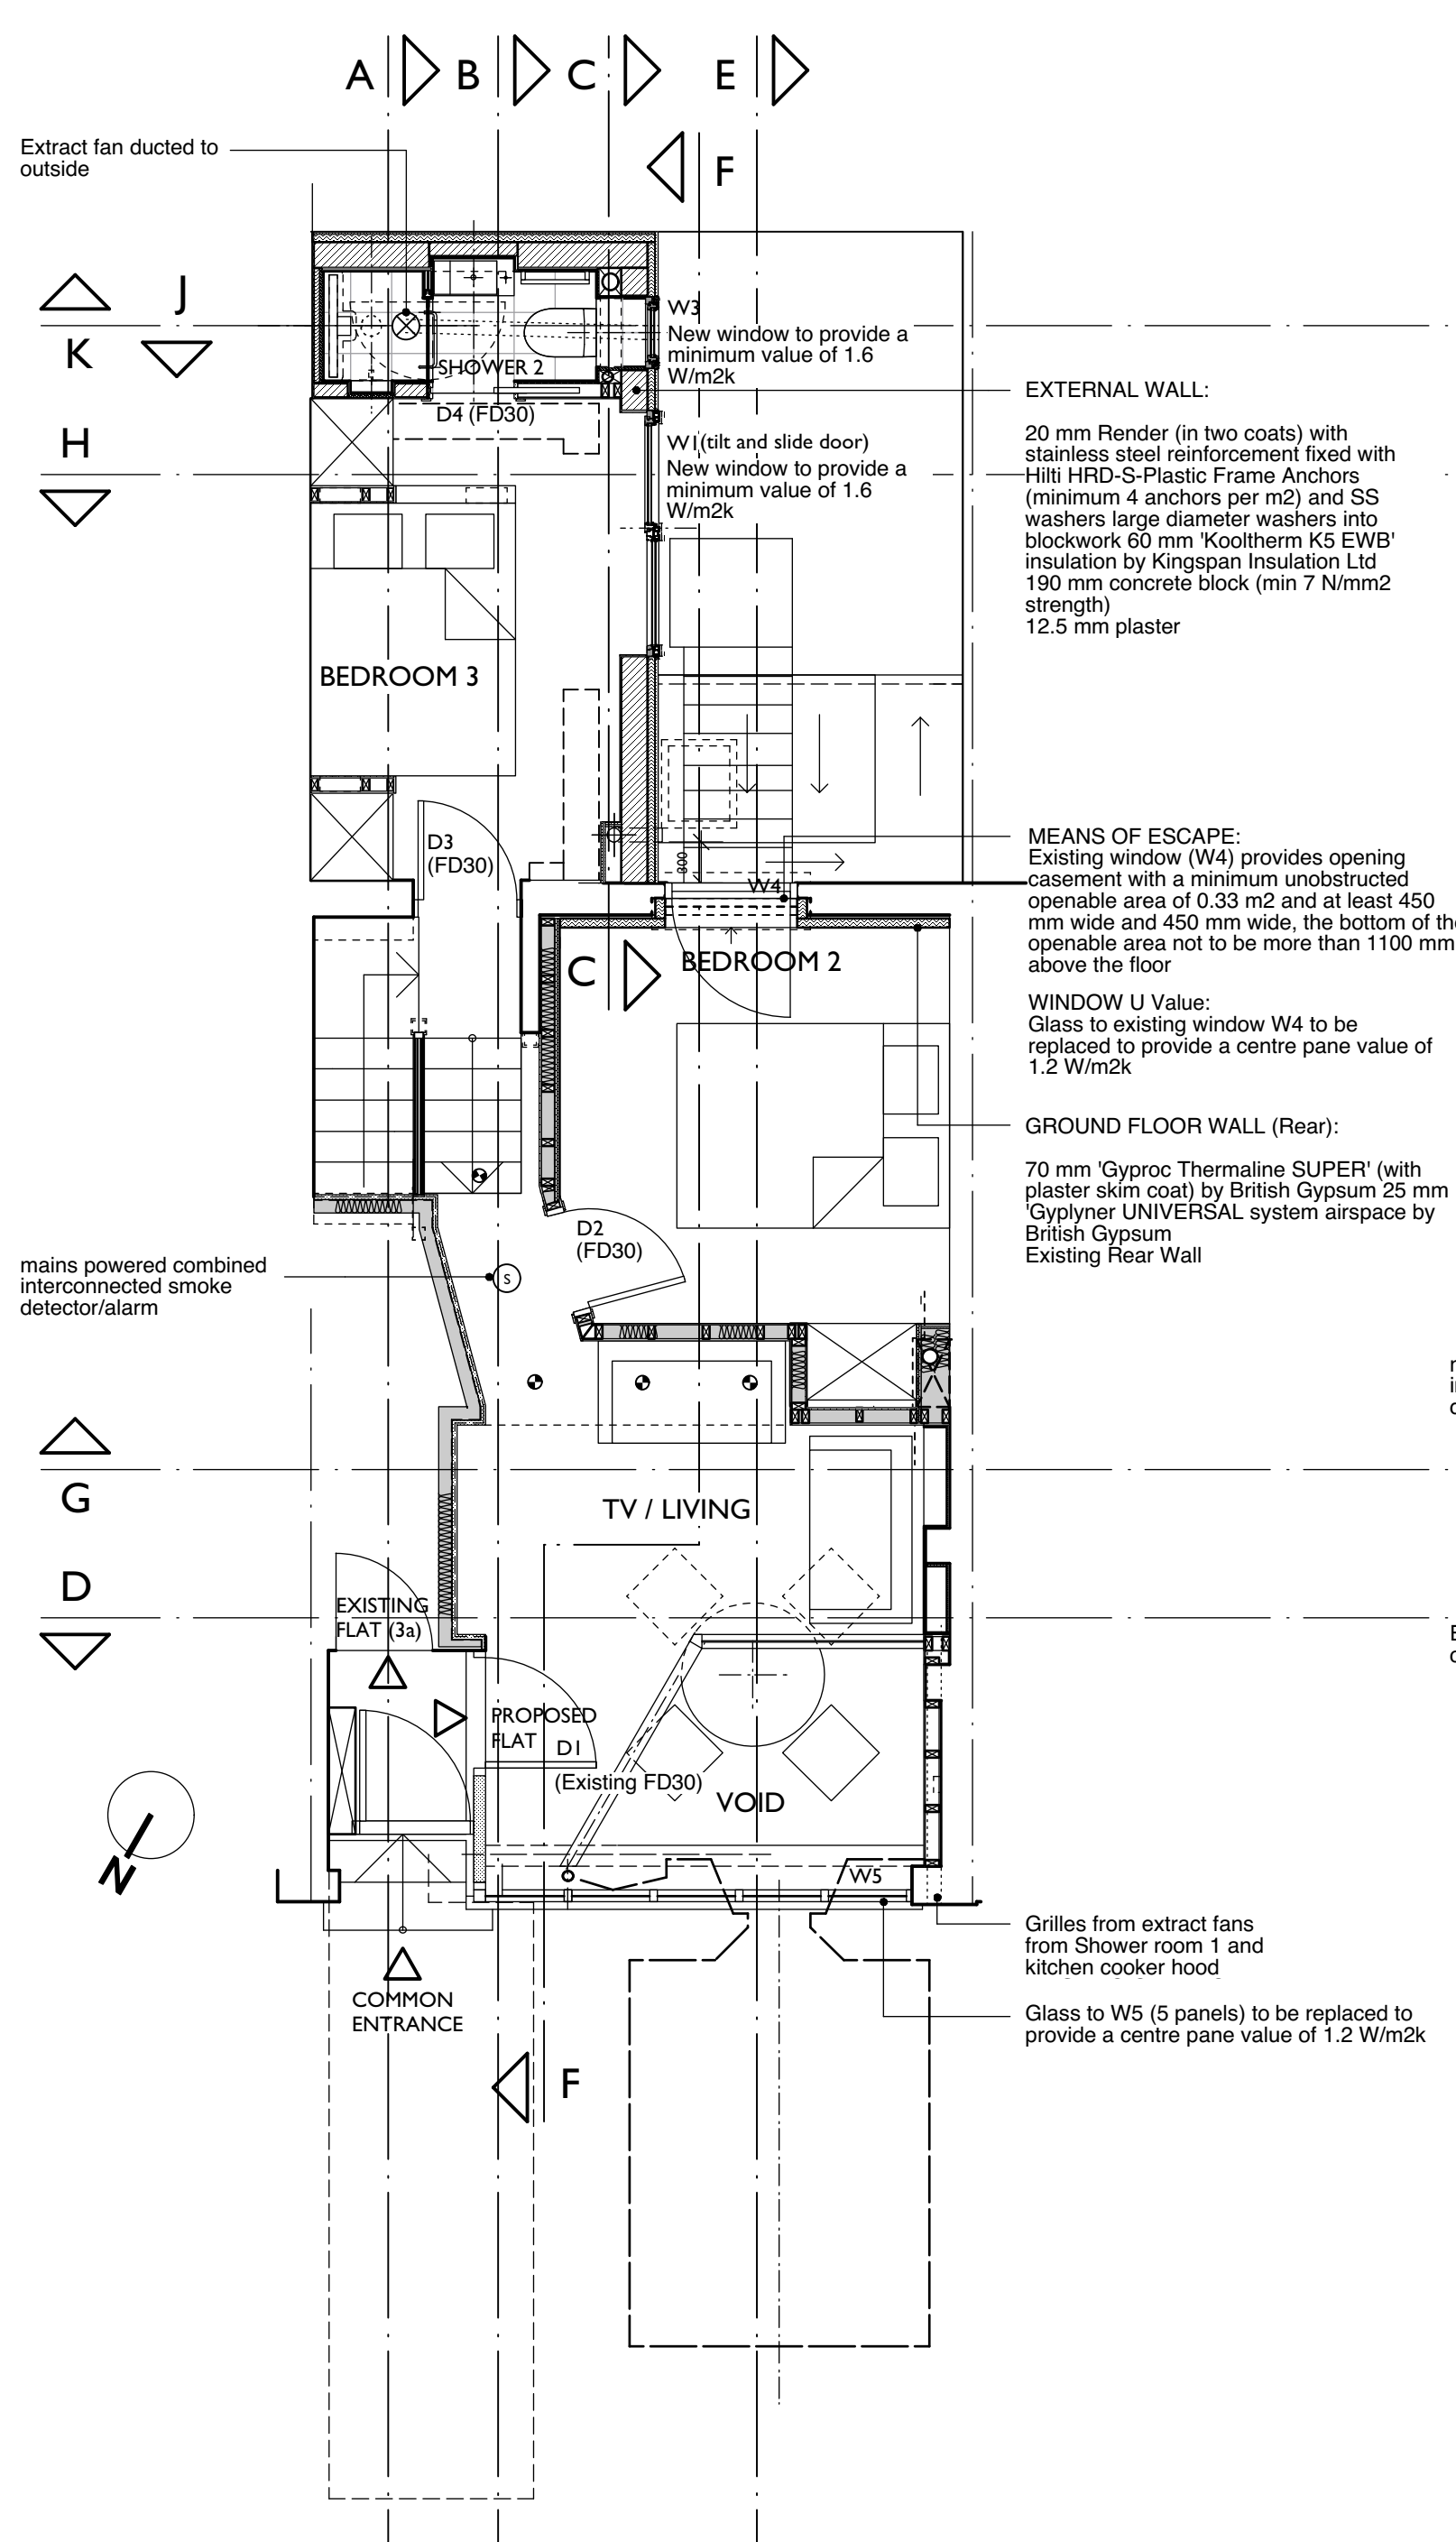 A
B
C
E
F
Extract fan ducted to
outside
J
K
H
W3
New window to provide a
minimum value of 1.6
W/m2k
SHOWER 2
D4 (FD30)
W1(tilt and slide door)
New window to provide a
minimum value of 1.6
W/m2k
EXTERNAL WALL:
20 mm Render (in two coats) with
stainless steel reinforcement fixed with
Hilti HRD-S-Plastic Frame Anchors
(minimum 4 anchors per m2) and SS
washers large diameter washers into
blockwork 60 mm 'Kooltherm K5 EWB'
insulation by Kingspan Insulation Ltd
190 mm concrete block (min 7 N/mm2
strength)
12.5 mm plaster
BEDROOM 3
D3
(FD30)
300
W4
MEANS OF ESCAPE:
Existing window (W4) provides opening
casement with a minimum unobstructed
openable area of 0.33 m2 and at least 450
mm wide and 450 mm wide, the bottom of the
openable area not to be more than 1100 mm
above the floor
C
BEDROOM 2
WINDOW U Value:
Glass to existing window W4 to be
replaced to provide a centre pane value of
1.2 W/m2k
GROUND FLOOR WALL (Rear):
70 mm 'Gyproc Thermaline SUPER' (with
plaster skim coat) by British Gypsum 25 mm
'Gyplyner UNIVERSAL system airspace by
British Gypsum
Existing Rear Wall
D2
(FD30)
mains powered combined
interconnected smoke
detector/alarm
S
G
TV / LIVING
D
EXISTING
FLAT (3a)
PROPOSED
FLAT
D1
(Existing FD30)
VOID
N
W5
Grilles from extract fans
from Shower room 1 and
kitchen cooker hood
COMMON
ENTRANCE
Glass to W5 (5 panels) to be replaced to
provide a centre pane value of 1.2 W/m2k
F